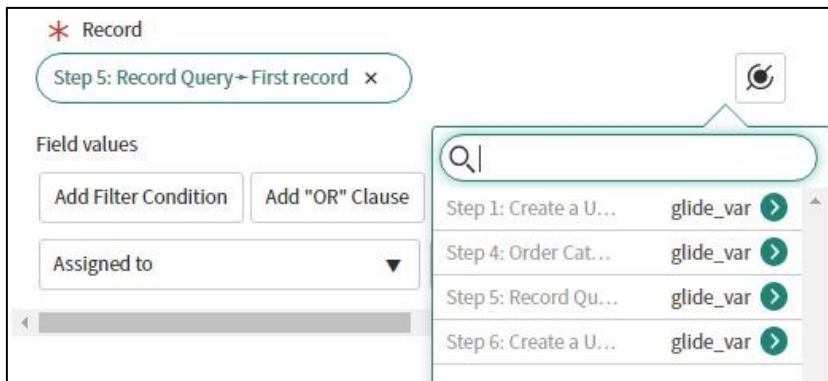 * Record
Step 5: Record Query➛First record ×
Field values
Add Filter Condition Add "OR" Clause
Assigned to
Step 1: Create a U... glide_var
Step 4: Order Cat... glide_var
Step 5: Record Qu... glide_var
Step 6: Create a U... glide_var